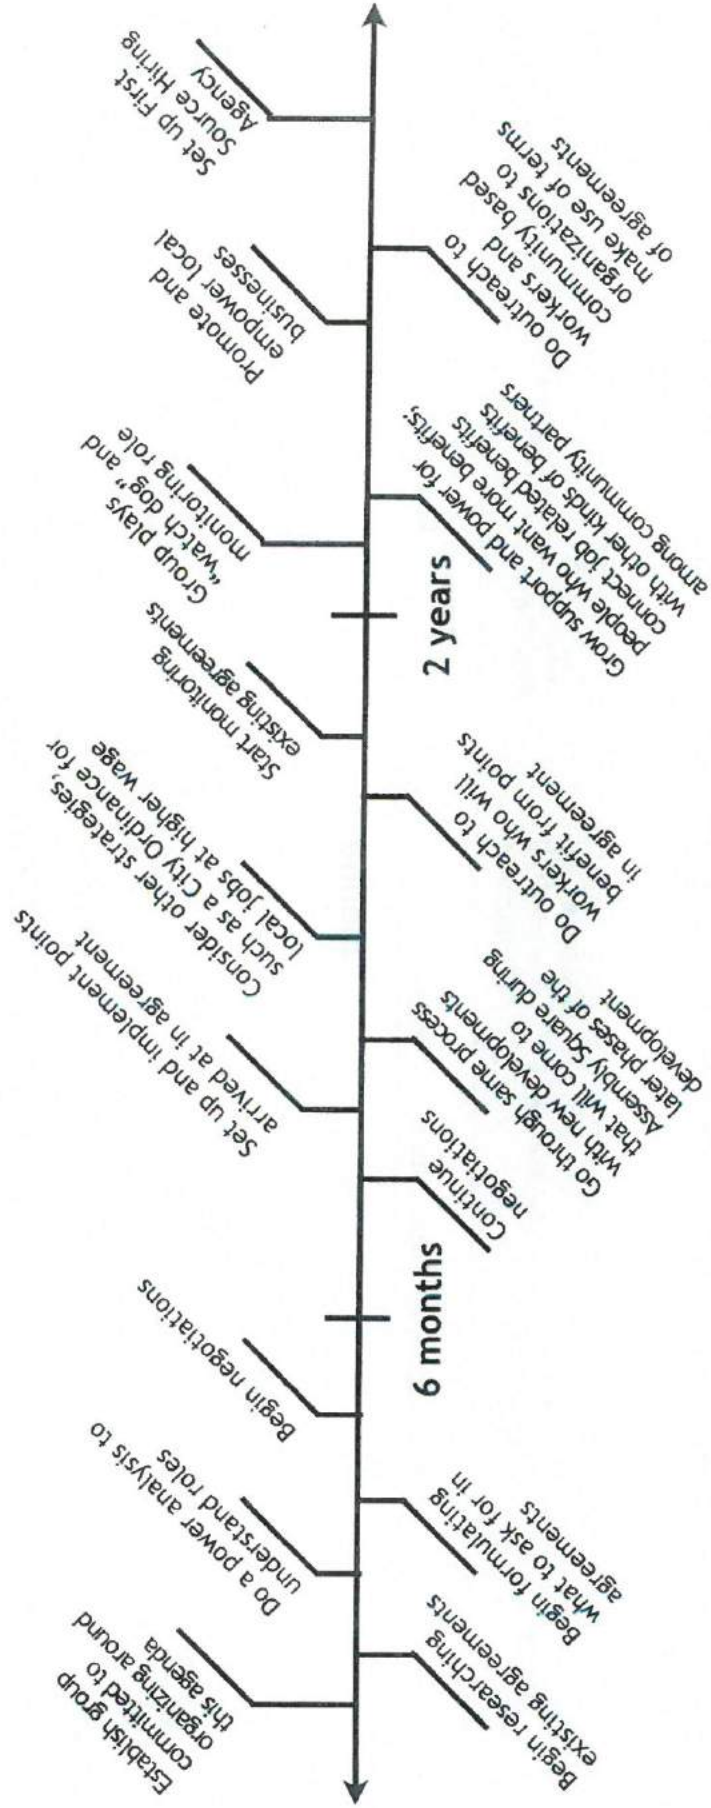 Establish group
committed to
organizing around
this agenda
Begin researching
existing agreements
Do a power analysis to
understand roles
Begin formulating
what to ask for in
agreements
Begin negotiations
6 months
Continue
negotiations
Set up and implement points
arrived at in agreement
Go through same process
with new developments
that will come to
Assembly Square during
later phases of the
development
Consider other strategies,
such as a City Ordinance for
local jobs at higher wage
Do outreach to
workers who will
benefit from points
in agreement
Start monitoring
existing agreements
2 years
Group plays
“watch dog” and
monitoring role
Grow support and power for
people who want more benefits;
connect job related benefits
with other kinds of benefits
among community partners
Promote and
empower local
businesses
Do outreach to
workers and
community based
organizations to
make use of terms
of agreements
Set up First
Source Hiring
Agency